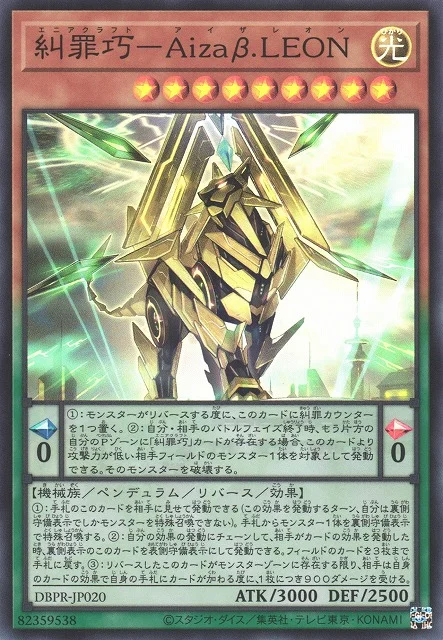 エニアクラフト アイザレオン
糾罪巧－Aizaβ.LEON
ひかり
光
①：モンスターがリバースする度に、このカードに糾罪カウンター
を１つ置く。②：自分・相手のバトルフェイズ終了時、もう片方の
自分のＰゾーンに「糾罪巧」カードが存在する場合、このカードより
攻撃力が低い相手フィールドのモンスター１体を対象として発動
できる。そのモンスターを破壊する。
0
0
【機械族／ペンデュラム／リバース／効果】
①：手札のこのカードを相手に見せて発動できる（この効果を発動するターン、自分は裏側
守備表示でしかモンスターを特殊召喚できない）。手札からモンスター１体を裏側守備表示
で特殊召喚する。②：自分の効果の発動にチェーンして、相手がカードの効果を発動した
時、裏側表示のこのカードを表側守備表示にして発動できる。フィールドのカードを３枚まで
手札に戻す。③：リバースしたこのカードがモンスターゾーンに存在する限り、相手は自身
の効果の発動で自身の手札にカードが加わる度に、１枚につき９００ダメージを受ける。
DBPR-JP020
ATK/3000 DEF/2500
82359538
©スタジオ・ダイス／集英社・テレビ東京・KONAMI